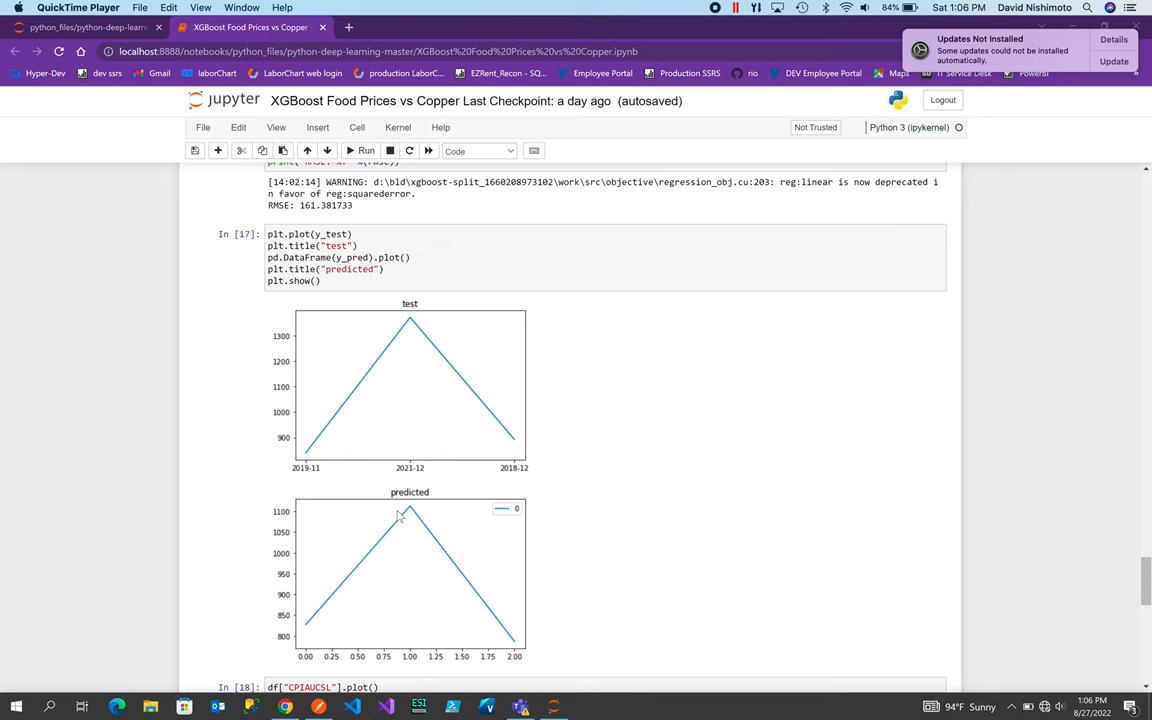 QuickTime Player File Edit View Window Help 84% Sat 1:06 PM David Nishimoto
python_files/python-deep-learni XGBoost Food Prices vs Copper
localhost:8888/notebooks/python_files/python-deep-learning-master/XGBoost%20Food%20Prices%20vs%20Copper.ipynb
Updates Not Installed
Some updates could not be installed
automatically.
Details
Update
Hyper-Dev dev ssrs Gmail laborChart LaborChart web login production LaborC... EZRent_Recon - SQ... Employee Portal Production SSRS rio DEV Employee Portal Maps IT Service Desk PowerBI
jupyter XGBoost Food Prices vs Copper Last Checkpoint: a day ago (autosaved) Logout
File Edit View Insert Cell Kernel Help Not Trusted Python 3 (ipykernel)
Run Code
print("RMSE: %f" %(rmse))
[14:02:14] WARNING: d:\bld\xgboost-split_1660208973102\work\src\objective\regression_obj.cu:203: reg:linear is now deprecated i
n favor of reg:squarederror.
RMSE: 161.381733
In [17]: plt.plot(y_test)
plt.title("test")
pd.DataFrame(y_pred).plot()
plt.title("predicted")
plt.show()
test
1300
1200
1100
1000
900
2019-11 2021-12 2018-12
predicted
0
1100
1050
1000
950
900
850
800
0.00 0.25 0.50 0.75 1.00 1.25 1.50 1.75 2.00
In [18]: df["CPIAUCSL"].plot()
ESI
94°F Sunny
1:06 PM
8/27/2022
3